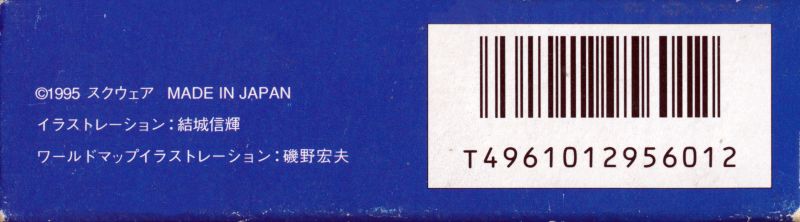 ©1995 スクウェア MADE IN JAPAN
イラストレーション:結城信輝
ワールドマップイラストレーション:磯野宏夫
T4961012956012